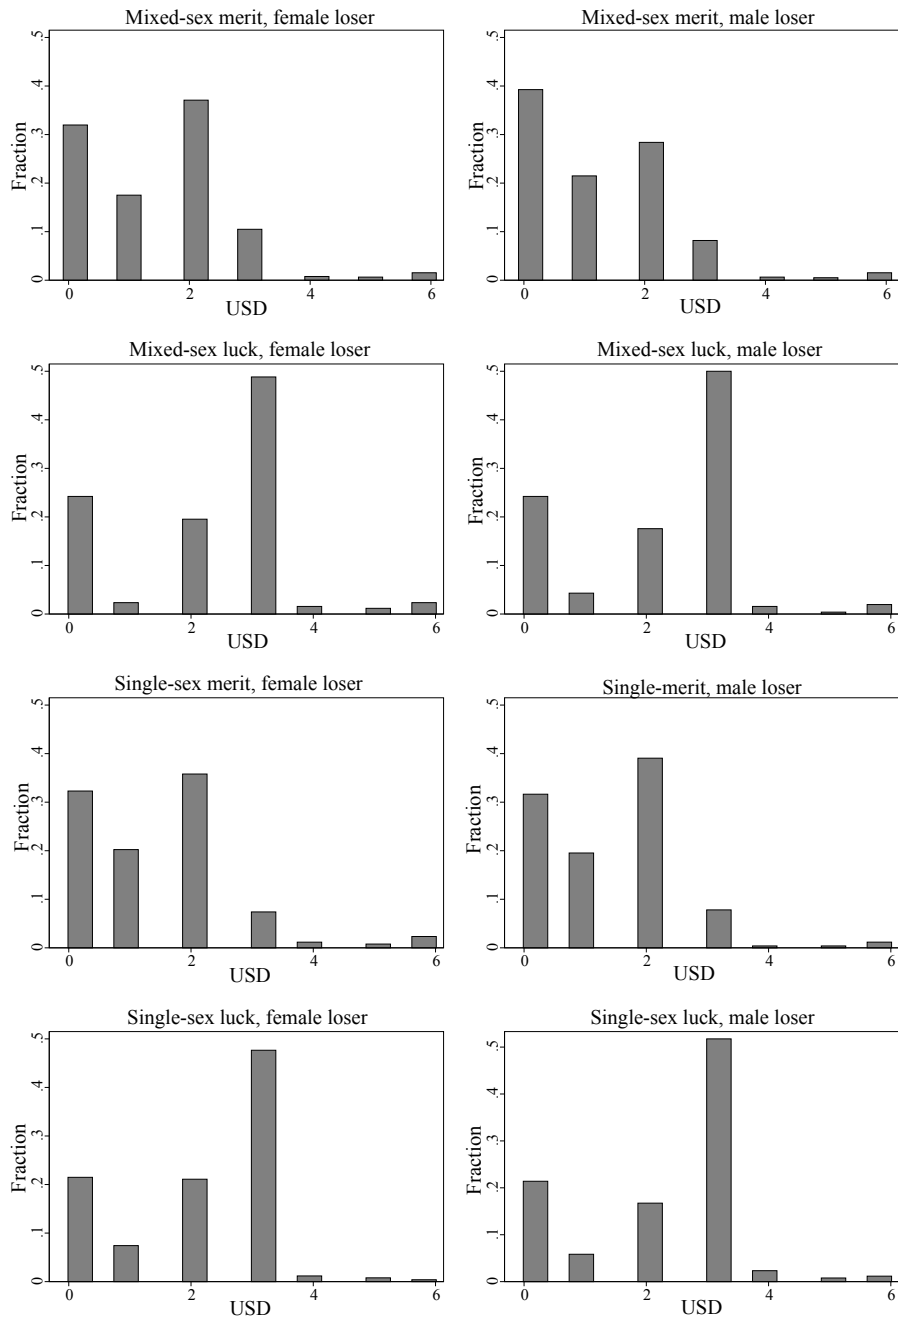 Mixed-sex merit, female loser
Fraction
0 .1 .2 .3 .4 .5
0 2 4 6
USD
Mixed-sex merit, male loser
Fraction
0 .1 .2 .3 .4 .5
0 2 4 6
USD
Mixed-sex luck, female loser
Fraction
0 .1 .2 .3 .4 .5
0 2 4 6
USD
Mixed-sex luck, male loser
Fraction
0 .1 .2 .3 .4 .5
0 2 4 6
USD
Single-sex merit, female loser
Fraction
0 .1 .2 .3 .4 .5
0 2 4 6
USD
Single-merit, male loser
Fraction
0 .1 .2 .3 .4 .5
0 2 4 6
USD
Single-sex luck, female loser
Fraction
0 .1 .2 .3 .4 .5
0 2 4 6
USD
Single-sex luck, male loser
Fraction
0 .1 .2 .3 .4 .5
0 2 4 6
USD